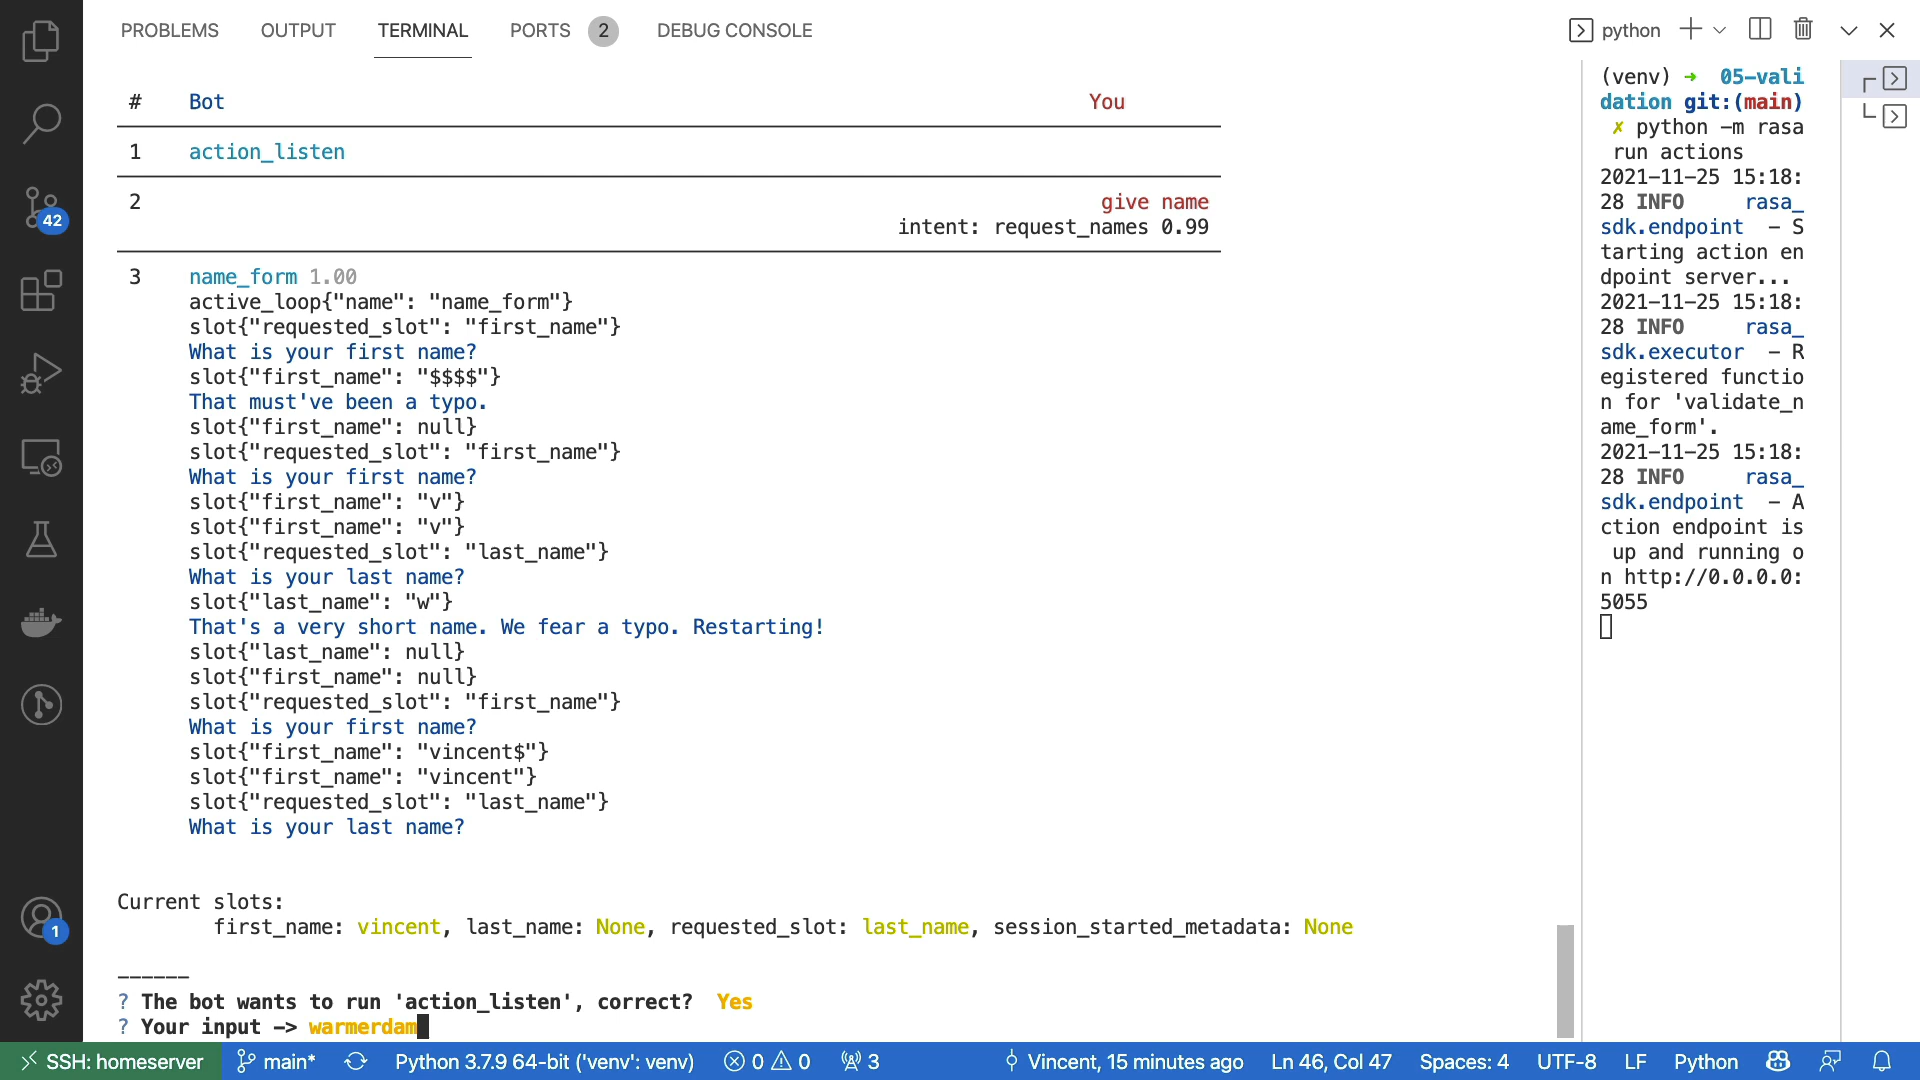 PROBLEMS OUTPUT TERMINAL PORTS 2 DEBUG CONSOLE python
# Bot You
1 action_listen
2 give name
intent: request_names 0.99
3 name_form 1.00
active_loop{"name": "name_form"}
slot{"requested_slot": "first_name"}
What is your first name?
slot{"first_name": "$$$$"}
That must've been a typo.
slot{"first_name": null}
slot{"requested_slot": "first_name"}
What is your first name?
slot{"first_name": "v"}
slot{"first_name": "v"}
slot{"requested_slot": "last_name"}
What is your last name?
slot{"last_name": "w"}
That's a very short name. We fear a typo. Restarting!
slot{"last_name": null}
slot{"first_name": null}
slot{"requested_slot": "first_name"}
What is your first name?
slot{"first_name": "vincent$"}
slot{"first_name": "vincent"}
slot{"requested_slot": "last_name"}
What is your last name?
Current slots:
first_name: vincent, last_name: None, requested_slot: last_name, session_started_metadata: None
------
? The bot wants to run 'action_listen', correct? Yes
? Your input -> warmerdam
(venv) ➜ 05-vali
dation git:(main)
✗ python -m rasa
run actions
2021-11-25 15:18:
28 INFO rasa_
sdk.endpoint - S
tarting action en
dpoint server...
2021-11-25 15:18:
28 INFO rasa_
sdk.executor - R
egistered functio
n for 'validate_n
ame_form'.
2021-11-25 15:18:
28 INFO rasa_
sdk.endpoint - A
ction endpoint is
up and running o
n http://0.0.0.0:
5055
42
1
SSH: homeserver main* Python 3.7.9 64-bit ('venv': venv) 0 0 3 Vincent, 15 minutes ago Ln 46, Col 47 Spaces: 4 UTF-8 LF Python